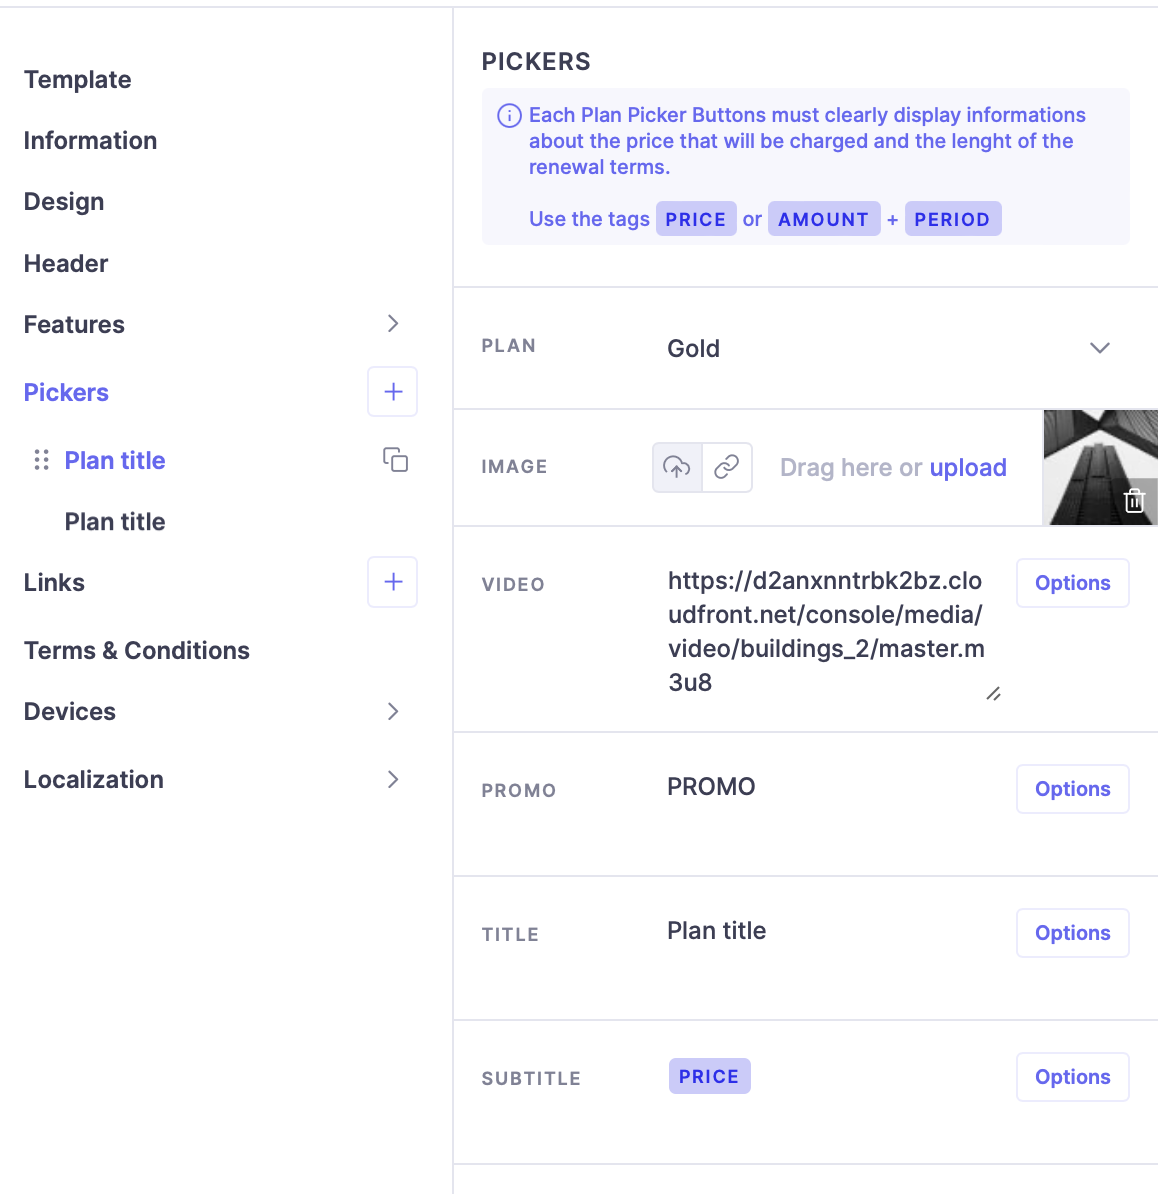 Template
Information
Design
Header
Features
Pickers
Plan title
Plan title
Links
Terms & Conditions
Devices
Localization
PICKERS
Each Plan Picker Buttons must clearly display informations
about the price that will be charged and the lenght of the
renewal terms.
Use the tags PRICE or AMOUNT + PERIOD
PLAN Gold
IMAGE Drag here or upload
VIDEO https://d2anxnntrbk2bz.clo Options
udfront.net/console/media/
video/buildings_2/master.m
3u8
PROMO PROMO Options
TITLE Plan title Options
SUBTITLE PRICE Options